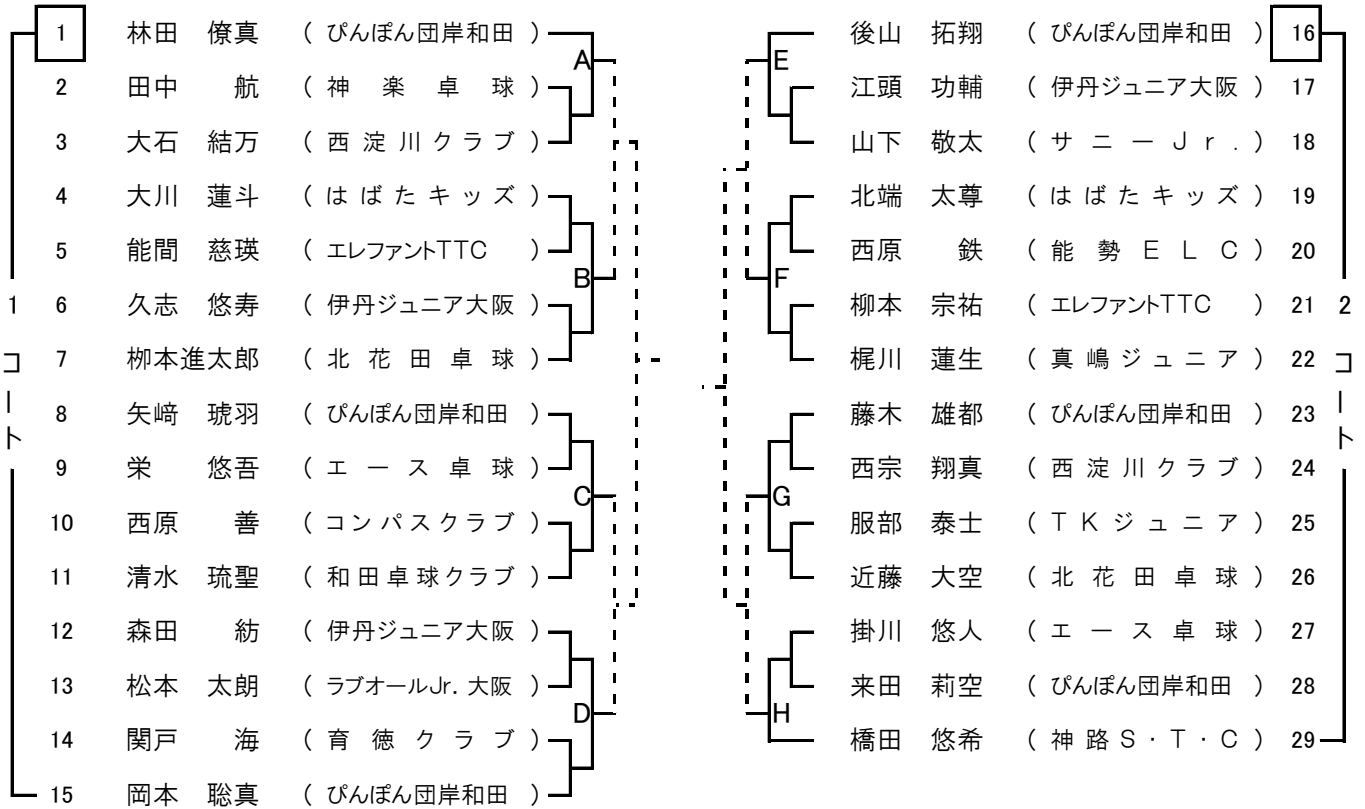 1 林田 僚真 ( ぴんぽん団岸和田 )
2 田中 航 ( 神楽卓球 )
3 大石 結万 ( 西淀川クラブ )
4 大川 蓮斗 ( はばたキッズ )
5 能間 慈瑛 ( エレファントTTC )
6 久志 悠寿 ( 伊丹ジュニア大阪 )
7 栁本進太郎 ( 北花田卓球 )
8 矢﨑 琥羽 ( ぴんぽん団岸和田 )
9 栄 悠吾 ( エース卓球 )
10 西原 善 ( コンパスクラブ )
11 清水 琉聖 ( 和田卓球クラブ )
12 森田 紡 ( 伊丹ジュニア大阪 )
13 松本 太朗 ( ラブオールJr.大阪 )
14 関戸 海 ( 育徳クラブ )
15 岡本 聡真 ( ぴんぽん団岸和田 )
1コート
A
B
C
D
E
F
G
H
後山 拓翔 ( ぴんぽん団岸和田 ) 16
江頭 功輔 ( 伊丹ジュニア大阪 ) 17
山下 敬太 ( サニーJr. ) 18
北端 太尊 ( はばたキッズ ) 19
西原 鉄 ( 能勢ELC ) 20
柳本 宗祐 ( エレファントTTC ) 21
梶川 蓮生 ( 真嶋ジュニア ) 22
藤木 雄都 ( ぴんぽん団岸和田 ) 23
西宗 翔真 ( 西淀川クラブ ) 24
服部 泰士 ( TKジュニア ) 25
近藤 大空 ( 北花田卓球 ) 26
掛川 悠人 ( エース卓球 ) 27
来田 莉空 ( ぴんぽん団岸和田 ) 28
橋田 悠希 ( 神路S・T・C ) 29
2コート